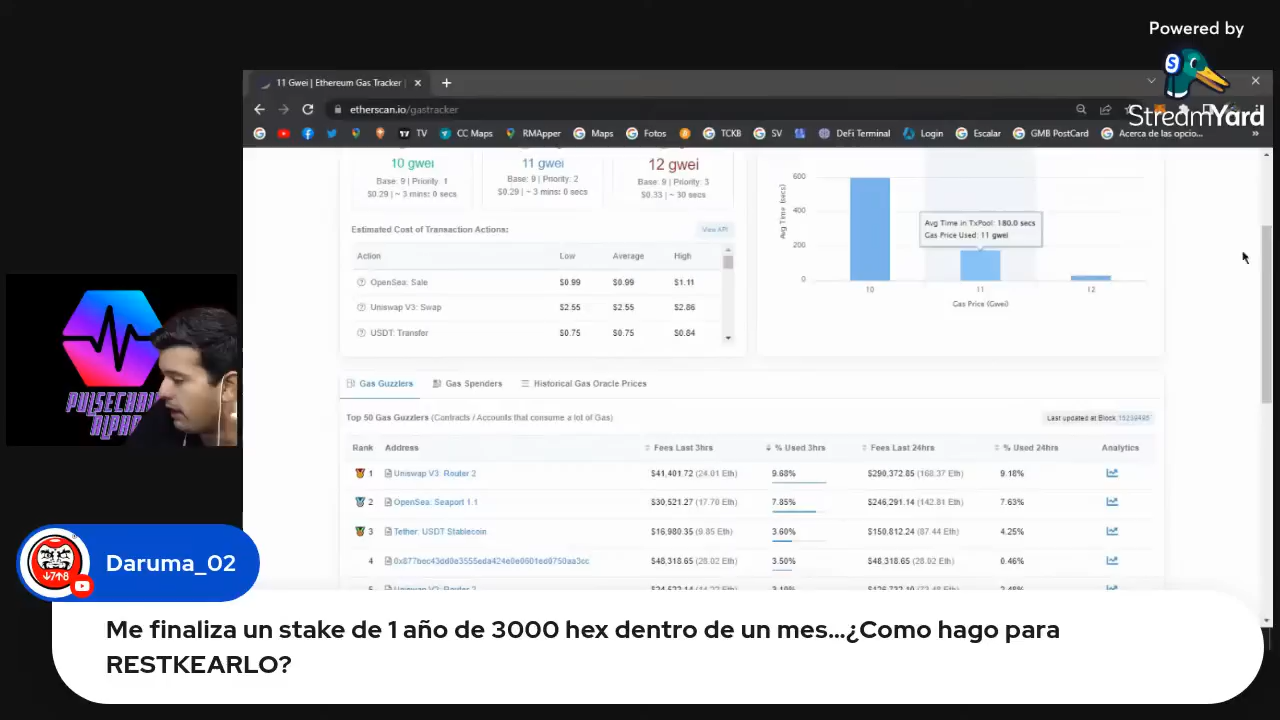 Powered by
StreamYard
11 Gwei | Ethereum Gas Tracker
etherscan.io/gastracker
TV
CC Maps
RMApper
Maps
Fotos
TCKB
SV
DeFi Terminal
Login
Escalar
GMB PostCard
Acerca de las opcio...
10 gwei
Base: 9 | Priority: 1
$0.29 | ~ 3 mins: 0 secs
11 gwei
Base: 9 | Priority: 2
$0.29 | ~ 3 mins: 0 secs
12 gwei
Base: 9 | Priority: 3
$0.33 | ~ 30 secs
Estimated Cost of Transaction Actions:
View API
Action Low Average High
OpenSea: Sale $0.99 $0.99 $1.11
Uniswap V3: Swap $2.55 $2.55 $2.86
USDT: Transfer $0.75 $0.75 $0.84
Avg Time (secs)
600
400
200
0
Avg Time in TxPool: 180.0 secs
Gas Price Used: 11 gwei
10 11 12
Gas Price (Gwei)
Gas Guzzlers
Gas Spenders
Historical Gas Oracle Prices
Top 50 Gas Guzzlers (Contracts / Accounts that consume a lot of Gas)
Last updated at Block
Rank Address Fees Last 3hrs % Used 3hrs Fees Last 24hrs % Used 24hrs Analytics
1 Uniswap V3: Router 2 $41,401.72 (24.01 Eth) 9.68% $290,372.85 (168.37 Eth) 9.18%
2 OpenSea: Seaport 1.1 $30,521.27 (17.70 Eth) 7.85% $246,291.14 (142.81 Eth) 7.63%
3 Tether: USDT Stablecoin $16,980.35 (9.85 Eth) 3.60% $150,812.24 (87.44 Eth) 4.25%
4 $48,318.65 (28.02 Eth) 3.50% $48,318.65 (28.02 Eth) 0.46%
PULSECHAIN
ALPHA
Daruma_02
Me finaliza un stake de 1 año de 3000 hex dentro de un mes...¿Como hago para
RESTKEARLO?